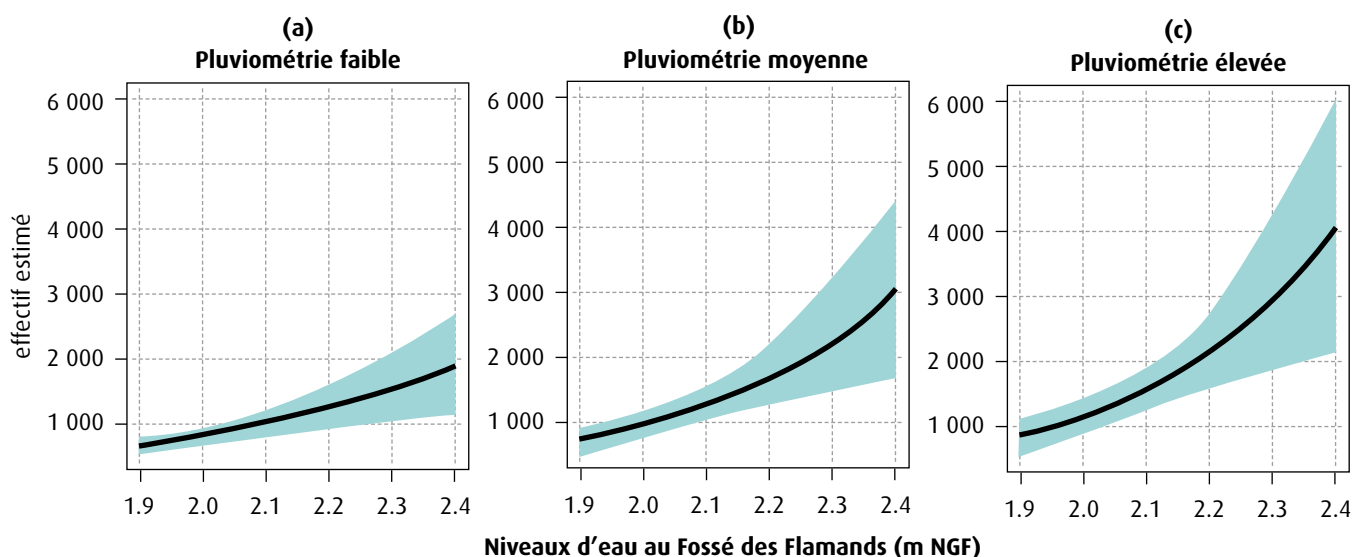 (a)
Pluviométrie faible
(b)
Pluviométrie moyenne
(c)
Pluviométrie élevée
effectif estimé
6 000
5 000
4 000
3 000
2 000
1 000
1.9 2.0 2.1 2.2 2.3 2.4
6 000
5 000
4 000
3 000
2 000
1 000
1.9 2.0 2.1 2.2 2.3 2.4
6 000
5 000
4 000
3 000
2 000
1 000
1.9 2.0 2.1 2.2 2.3 2.4
Niveaux d'eau au Fossé des Flamands (m NGF)